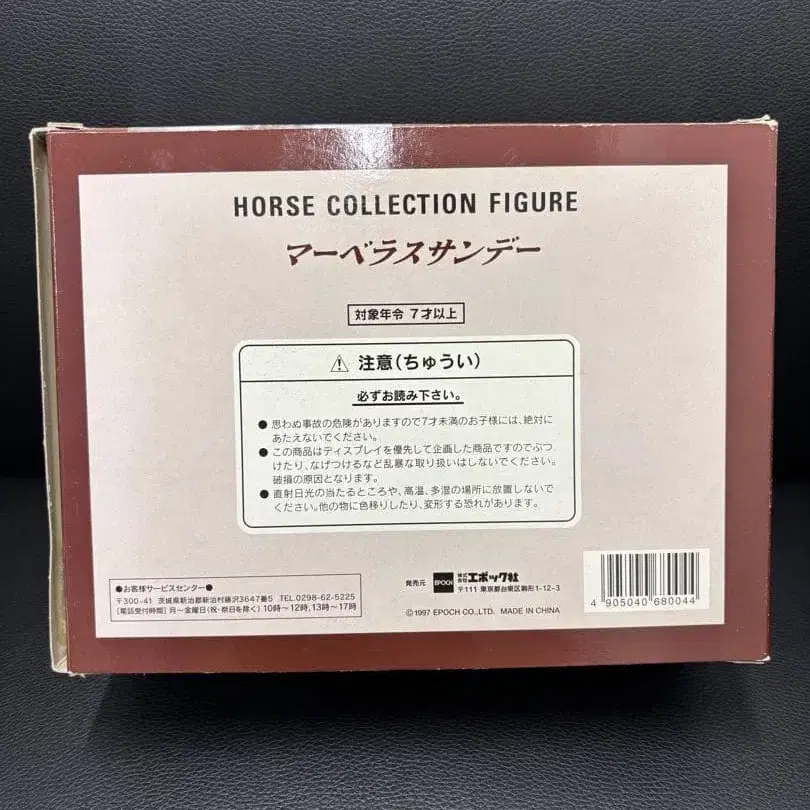 HORSE COLLECTION FIGURE
マーベラスサンデー
対象年令 7才以上
⚠ 注意(ちゅうい)
必ずお読み下さい。
● 思わぬ事故の危険がありますので7才未満のお子様には、絶対に
あたえないでください。
● この商品はディスプレイを優先して企画した商品ですのでぶつ
けたり、なげつけるなど乱暴な取り扱いはしないでください。
破損の原因となります。
● 直射日光の当たるところや、高温、多湿の場所に放置しないで
ください。他の物に色移りしたり、変形する恐れがあります。
●お客様サービスセンター●
〒300-41 茨城県新治郡新治村藤沢3647番5 TEL.0298-62-5225
[電話受付時間] 月〜金曜日(祝・祭日を除く) 10時〜12時,13時〜17時
発売元 EPOCH 株式会社エポック社
〒111 東京都台東区駒形1-12-3
©1997 EPOCH CO.,LTD. MADE IN CHINA
4 905040 680044